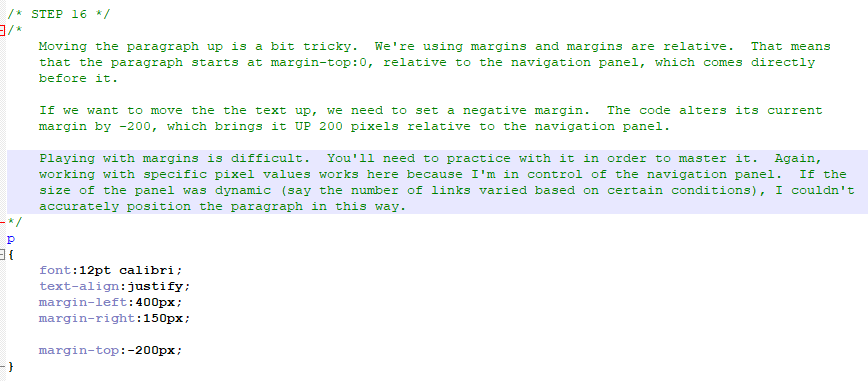 /* STEP 16 */
/*
Moving the paragraph up is a bit tricky.  We're using margins and margins are relative.  That means
that the paragraph starts at margin-top:0, relative to the navigation panel, which comes directly
before it.
If we want to move the the text up, we need to set a negative margin.  The code alters its current
margin by -200, which brings it UP 200 pixels relative to the navigation panel.
Playing with margins is difficult.  You'll need to practice with it in order to master it.  Again,
working with specific pixel values works here because I'm in control of the navigation panel.  If the
size of the panel was dynamic (say the number of links varied based on certain conditions), I couldn't
accurately position the paragraph in this way.
*/
p
{
font:12pt calibri;
text-align:justify;
margin-left:400px;
margin-right:150px;
margin-top:-200px;
}